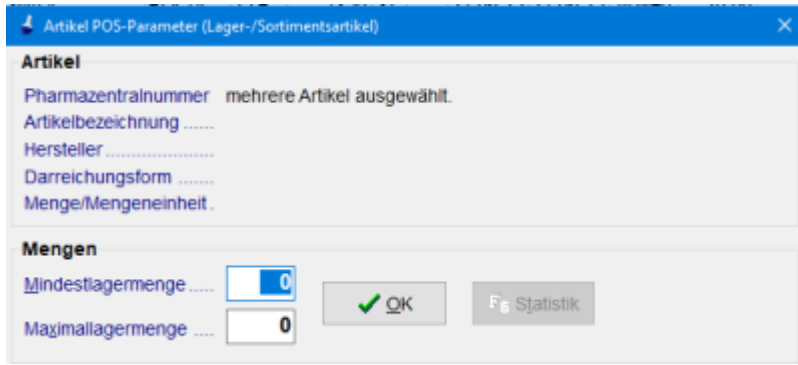 Artikel POS-Parameter (Lager-/Sortimentsartikel)
Artikel
Pharmazentralnummer mehrere Artikel ausgewählt.
Artikelbezeichnung ......
Hersteller ......................
Darreichungsform .......
Menge/Mengeneinheit .
Mengen
Mindestlagermenge ..... 0
OK
F6 Statistik
Maximallagermenge .... 0